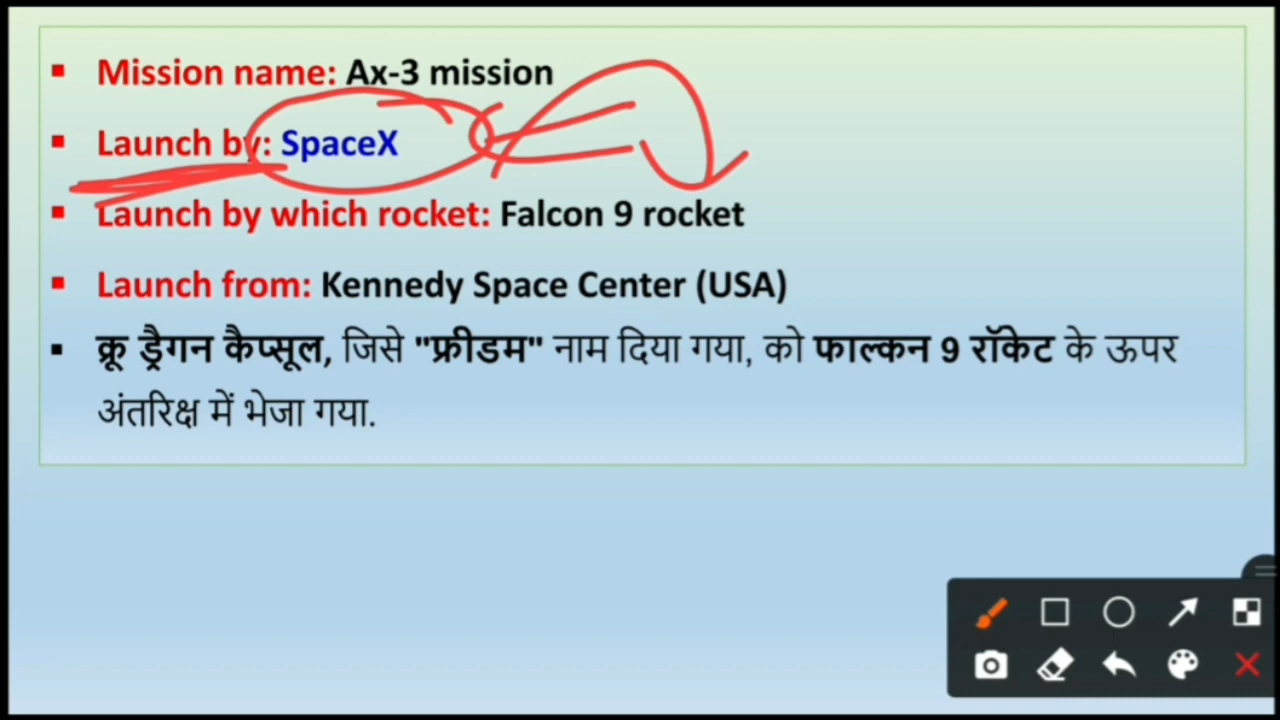 Mission name: Ax-3 mission
Launch by: SpaceX
Launch by which rocket: Falcon 9 rocket
Launch from: Kennedy Space Center (USA)
क्रू ड्रैगन कैप्सूल, जिसे "फ्रीडम" नाम दिया गया, को फाल्कन 9 रॉकेट के ऊपर
अंतरिक्ष में भेजा गया.